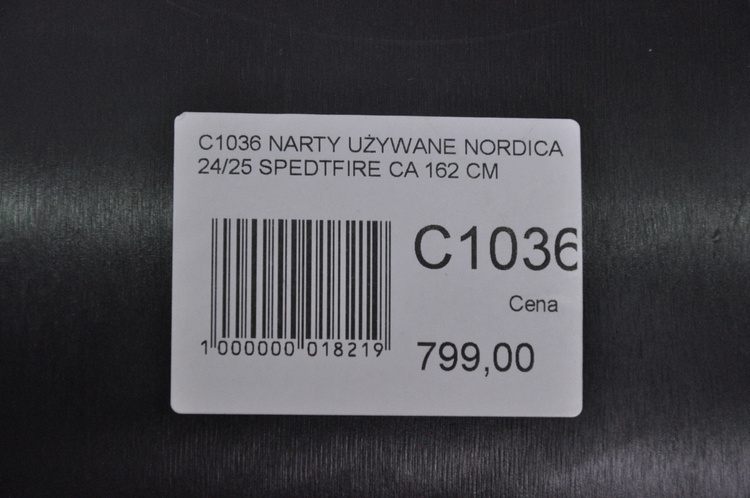 C1036 NARTY UŻYWANE NORDICA
24/25 SPEDTFIRE CA 162 CM
C1036
Cena
1 000000 018219
799,00